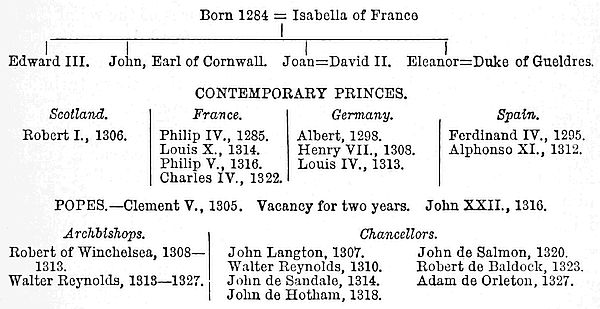 Born 1284 = Isabella of France
Edward III. John, Earl of Cornwall. Joan=David II. Eleanor=Duke of Gueldres.
CONTEMPORARY PRINCES.
Scotland.
Robert I., 1306.
France.
Philip IV., 1285.
Louis X., 1314.
Philip V., 1316.
Charles IV., 1322.
Germany.
Albert, 1298.
Henry VII., 1308.
Louis IV., 1313.
Spain.
Ferdinand IV., 1295.
Alphonso XI., 1312.
POPES.—Clement V., 1305. Vacancy for two years. John XXII., 1316.
Archbishops.
Robert of Winchelsea, 1308—
1313.
Walter Reynolds, 1313—1327.
Chancellors.
John Langton, 1307.
Walter Reynolds, 1310.
John de Sandale, 1314.
John de Hotham, 1318.
John de Salmon, 1320.
Robert de Baldock, 1323.
Adam de Orleton, 1327.